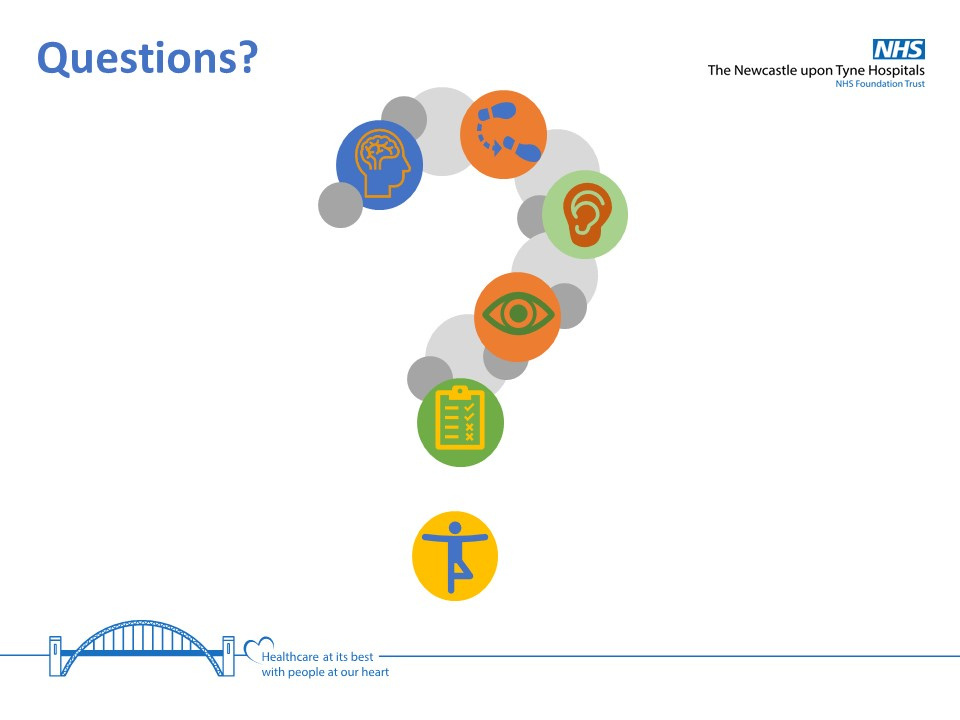 Questions?
NHS
The Newcastle upon Tyne Hospitals
NHS Foundation Trust
Healthcare at its best
with people at our heart